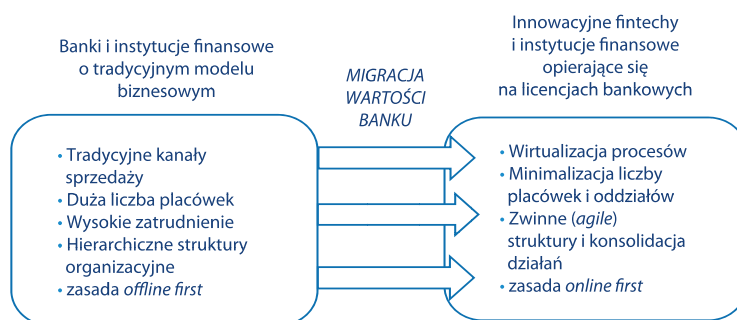 Banki i instytucje finansowe
o tradycyjnym modelu
biznesowym
MIGRACJA
WARTOŚCI
BANKU
Innowacyjne fintechy
i instytucje finansowe
opierające się
na licencjach bankowych
• Tradycyjne kanały
sprzedaży
• Duża liczba placówek
• Wysokie zatrudnienie
• Hierarchiczne struktury
organizacyjne
• zasada offline first
• Wirtualizacja procesów
• Minimalizacja liczby
placówek i oddziałów
• Zwinne (agile)
struktury i konsolidacja
działań
• zasada online first